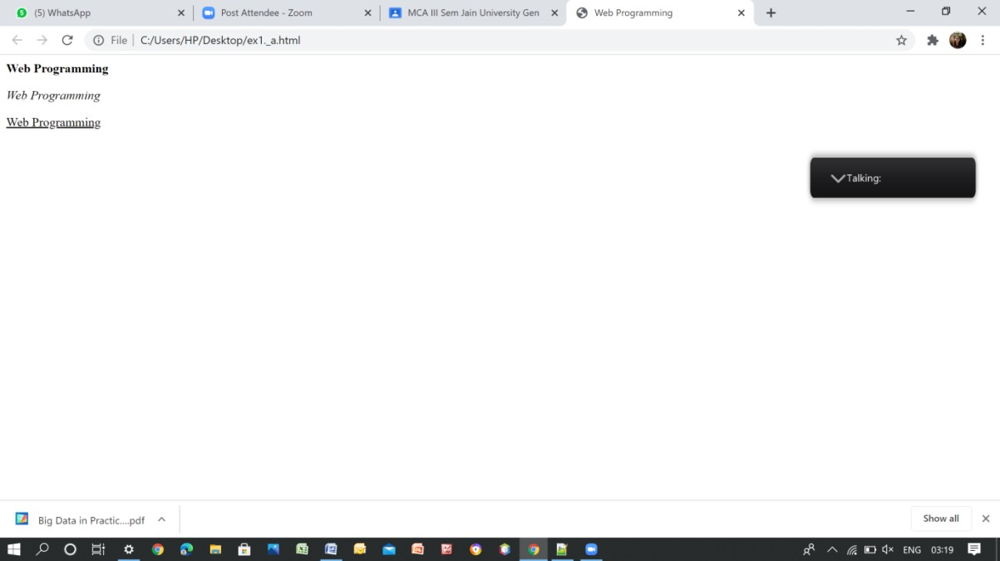 (5) WhatsApp
Post Attendee - Zoom
MCA III Sem Jain University Gen
Web Programming
File
C:/Users/HP/Desktop/ex1._a.html
Web Programming
Web Programming
Web Programming
Talking:
Big Data in Practic....pdf
Show all
ENG
03:19